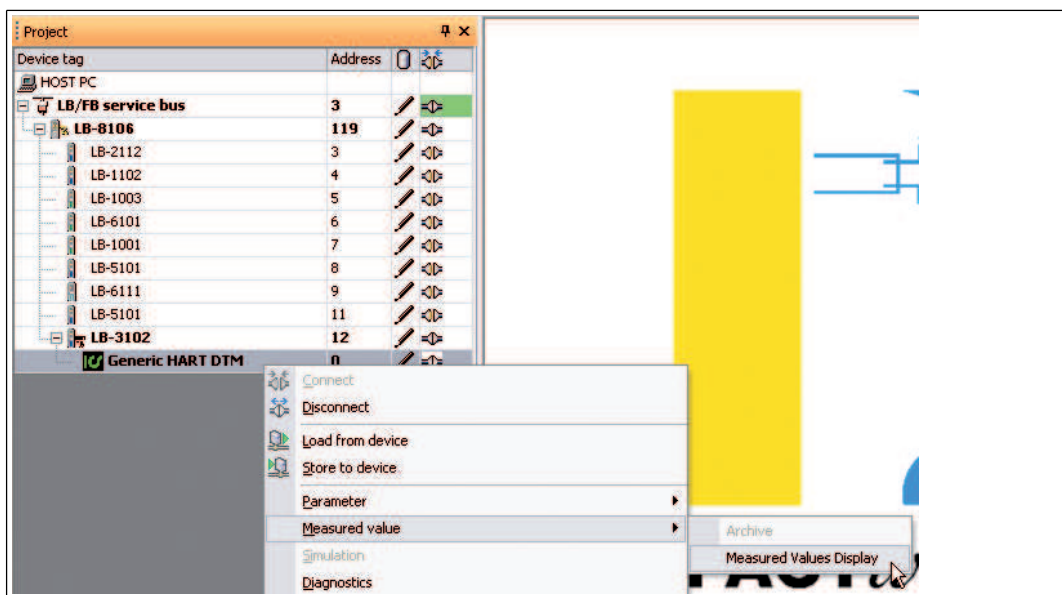 Project
Device tag Address
HOST PC
LB/FB service bus 3
LB-8106 119
LB-2112 3
LB-1102 4
LB-1003 5
LB-6101 6
LB-1001 7
LB-5101 8
LB-6111 9
LB-5101 11
LB-3102 12
Generic HART DTM 0
Connect
Disconnect
Load from device
Store to device
Parameter
Measured value
Archive
Measured Values Display
Simulation
Diagnostics